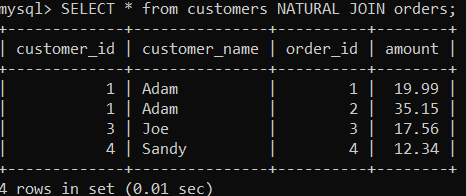 mysql> SELECT * from customers NATURAL JOIN orders;
+-------------+---------------+----------+--------+
| customer_id | customer_name | order_id | amount |
+-------------+---------------+----------+--------+
|           1 | Adam          |        1 |  19.99 |
|           1 | Adam          |        2 |  35.15 |
|           3 | Joe           |        3 |  17.56 |
|           4 | Sandy         |        4 |  12.34 |
+-------------+---------------+----------+--------+
4 rows in set (0.01 sec)